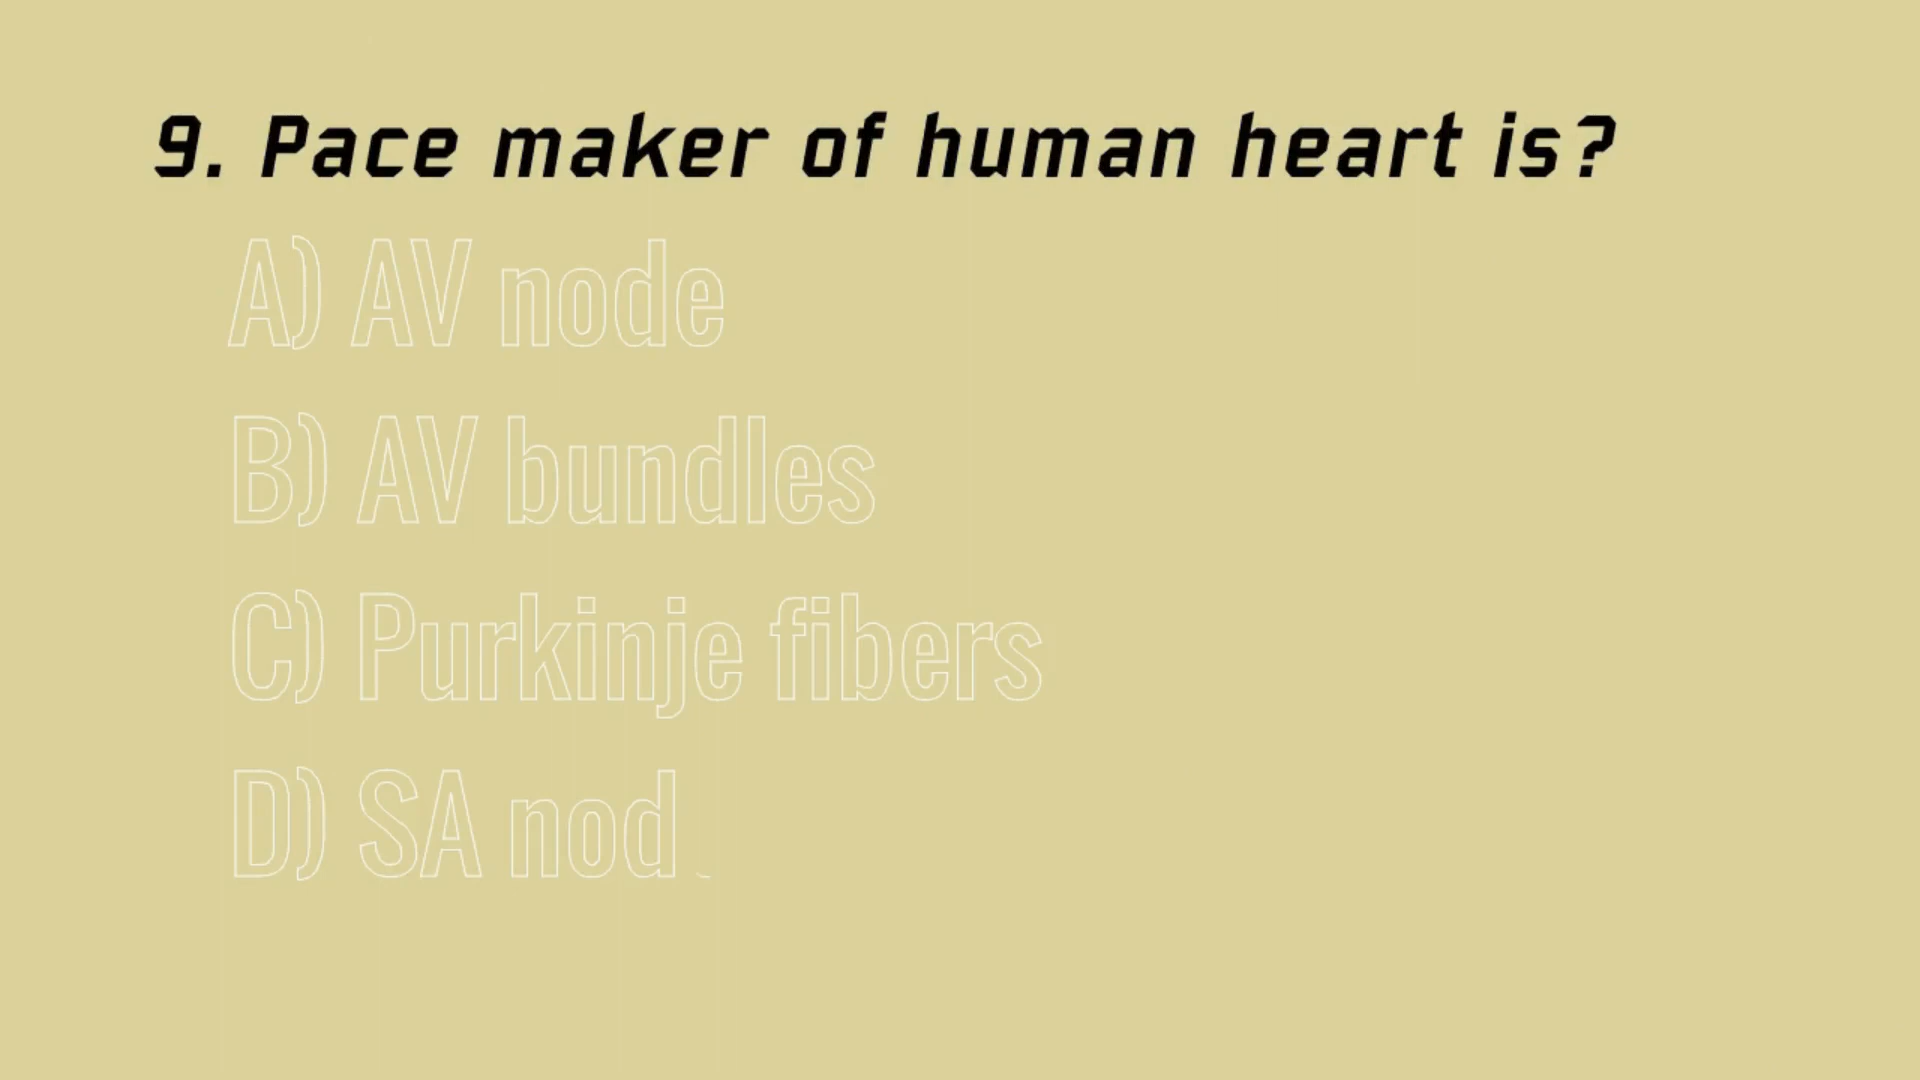 9. Pace maker of human heart is?
A) AV node
B) AV bundles
C) Purkinje fibers
D) SA nod